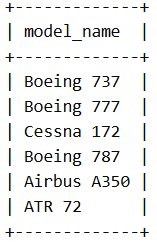 +-------------+
| model_name |
+-------------+
| Boeing 737 |
| Boeing 777 |
| Cessna 172 |
| Boeing 787 |
| Airbus A350 |
| ATR 72 |
+-------------+